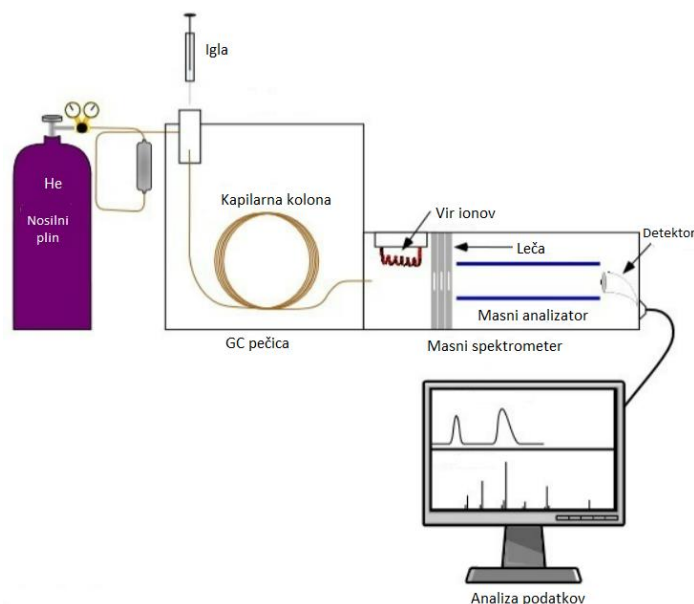 Igla
He
Nosilni
plin
Kapilarna kolona
Vir ionov
Leča
Detektor
Masni analizator
GC pečica
Masni spektrometer
Analiza podatkov